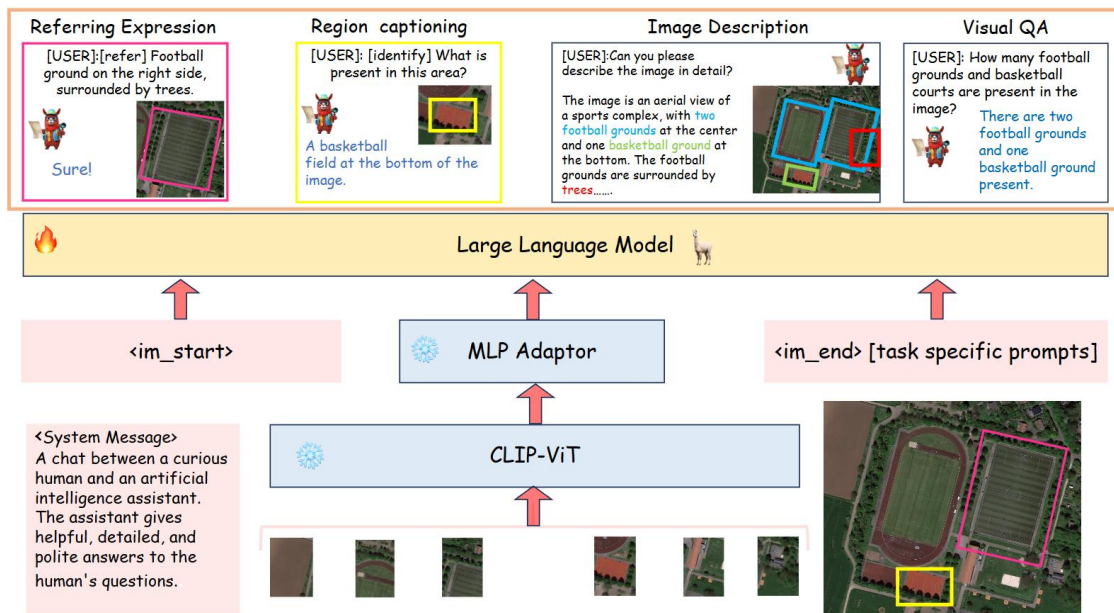 Referring Expression
[USER]:[refer] Football
ground on the right side,
surrounded by trees.
Sure!
Region captioning
[USER]: [identify] What is
present in this area?
A basketball
field at the bottom of the
image.
Image Description
[USER]:Can you please
describe the image in detail?
The image is an aerial view of
a sports complex, with two
football grounds at the center
and one basketball ground at
the bottom. The football
grounds are surrounded by
trees.......
Visual QA
[USER]: How many football
grounds and basketball
courts are present in the
image?
There are two
football grounds
and one
basketball ground
present.
Large Language Model
<im_start>
MLP Adaptor
<im_end> [task specific prompts]
<System Message>
A chat between a curious
human and an artificial
intelligence assistant.
The assistant gives
helpful, detailed, and
polite answers to the
human's questions.
CLIP-ViT